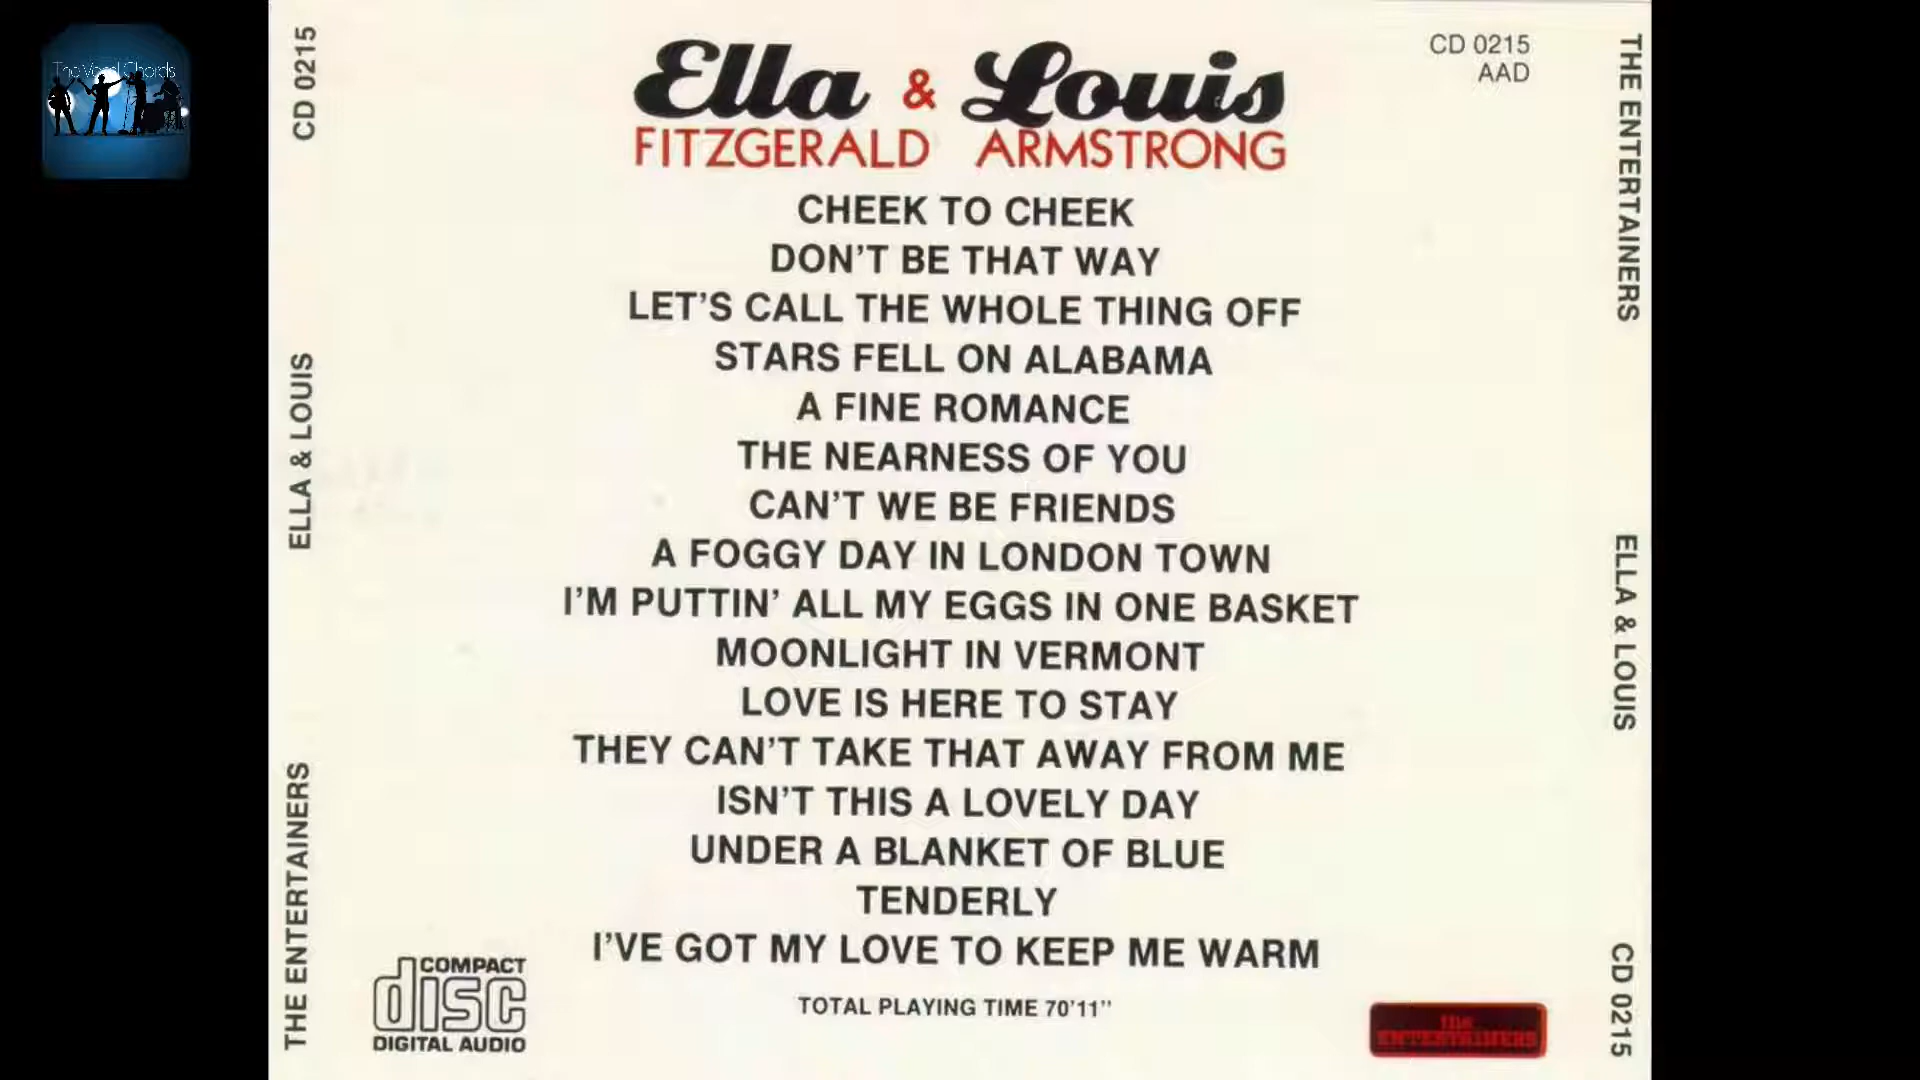 The Vocal Chords
CD 0215
ELLA & LOUIS
THE ENTERTAINERS
Ella & Louis
FITZGERALD ARMSTRONG
CD 0215
AAD
CHEEK TO CHEEK
DON'T BE THAT WAY
LET'S CALL THE WHOLE THING OFF
STARS FELL ON ALABAMA
A FINE ROMANCE
THE NEARNESS OF YOU
CAN'T WE BE FRIENDS
A FOGGY DAY IN LONDON TOWN
I'M PUTTIN' ALL MY EGGS IN ONE BASKET
MOONLIGHT IN VERMONT
LOVE IS HERE TO STAY
THEY CAN'T TAKE THAT AWAY FROM ME
ISN'T THIS A LOVELY DAY
UNDER A BLANKET OF BLUE
TENDERLY
I'VE GOT MY LOVE TO KEEP ME WARM
TOTAL PLAYING TIME 70'11"
COMPACT
disc
DIGITAL AUDIO
the
ENTERTAINERS
THE ENTERTAINERS
ELLA & LOUIS
CD 0215